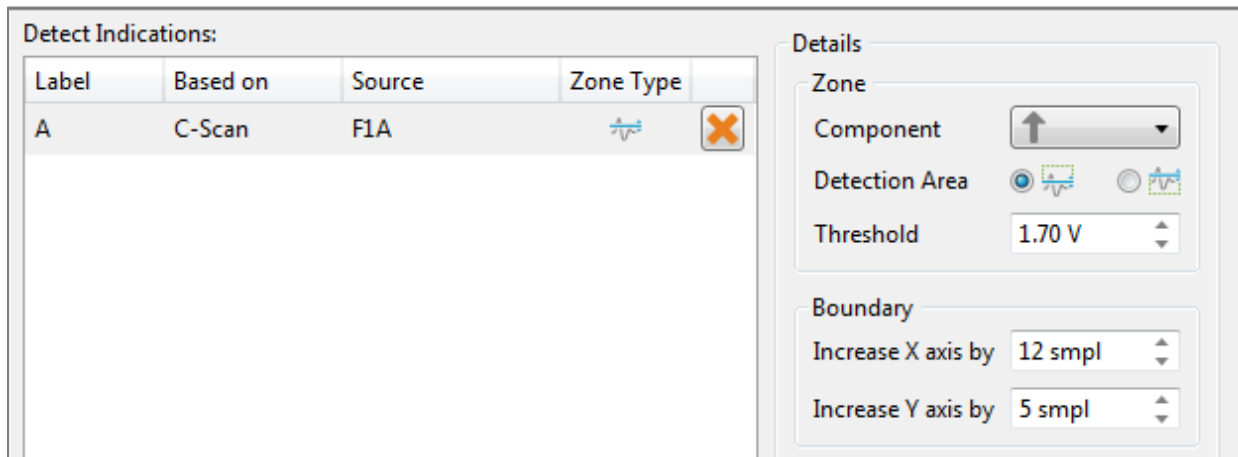 Detect Indications:
Label Based on Source Zone Type
A C-Scan F1A
Details
Zone
Component
Detection Area
Threshold 1.70 V
Boundary
Increase X axis by 12 smpl
Increase Y axis by 5 smpl